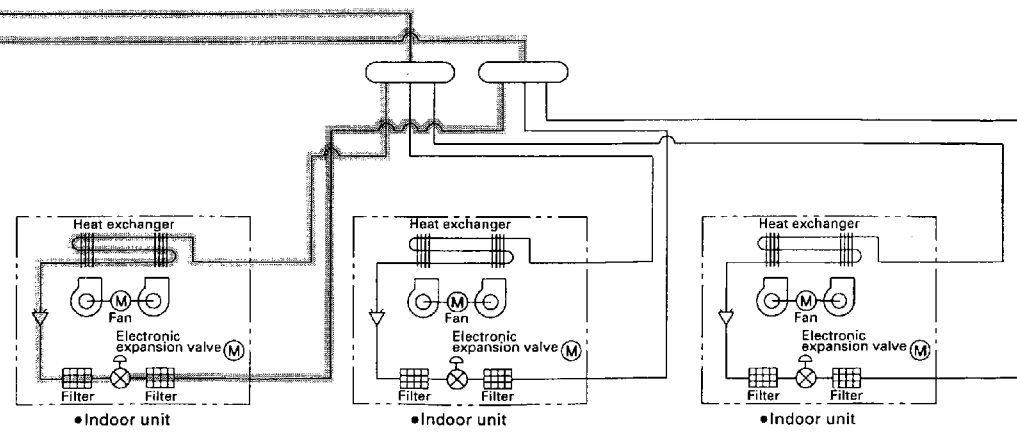 Heat exchanger
M
Fan
Electronic
expansion valve M
Filter Filter
•Indoor unit
Heat exchanger
M
Fan
Electronic
expansion valve M
Filter Filter
•Indoor unit
Heat exchanger
M
Fan
Electronic
expansion valve M
Filter Filter
•Indoor unit